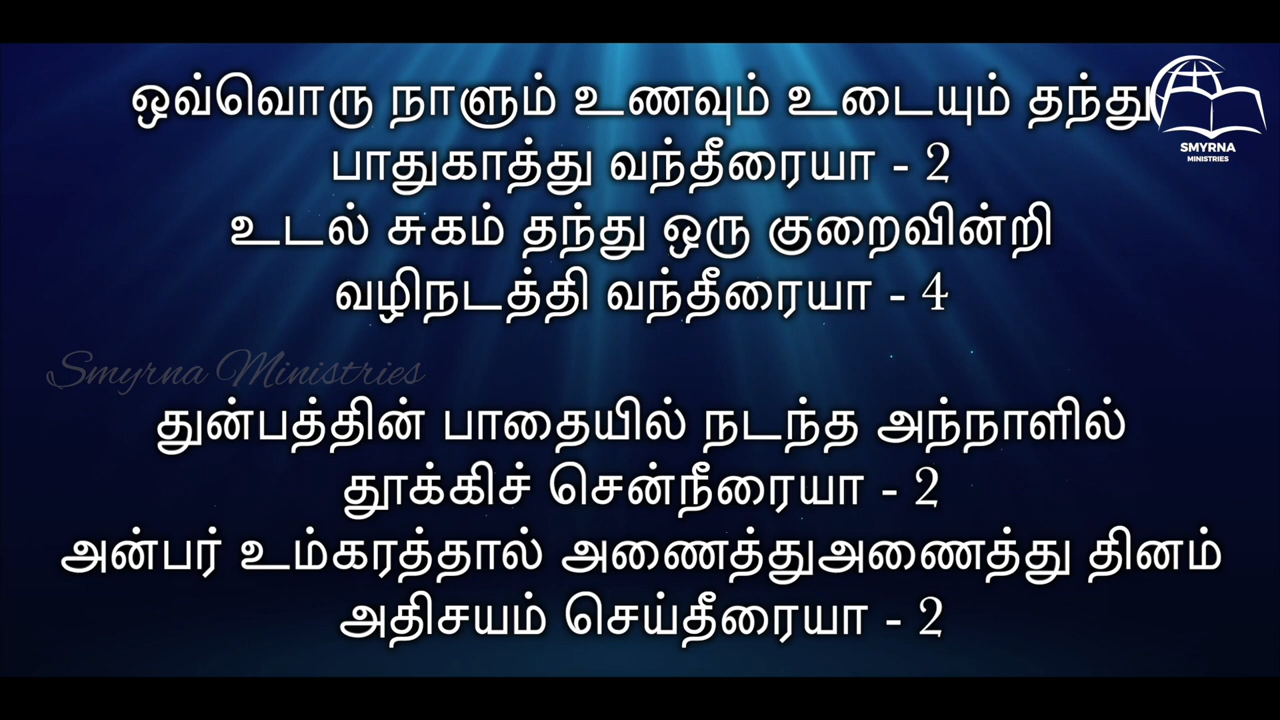 ஒவ்வொரு நாளும் உணவும் உடையும் தந்து
SMYRNA
MINISTRIES
பாதுகாத்து வந்தீரையா - 2
உடல் சுகம் தந்து ஒரு குறைவின்றி
வழிநடத்தி வந்தீரையா - 4
Smyrna Ministries
துன்பத்தின் பாதையில் நடந்த அந்நாளில்
தூக்கிச் சென்நீரையா - 2
அன்பர் உம்கரத்தால் அணைத்துஅணைத்து தினம்
அதிசயம் செய்தீரையா - 2